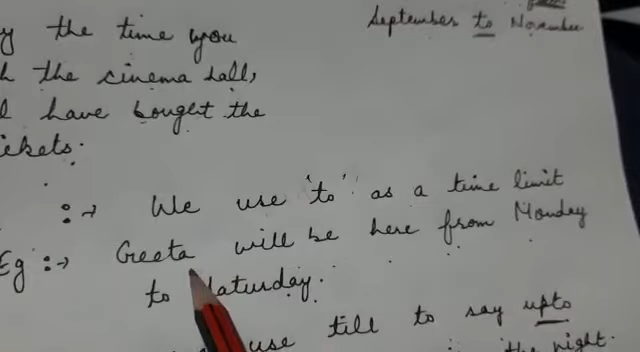 the time you
September to November
the cinema hall,
have bought the
:→ We use 'to' as a time limit
Eg :→ Geeta will be here from Monday
to Saturday.
use till to say upto
the night.